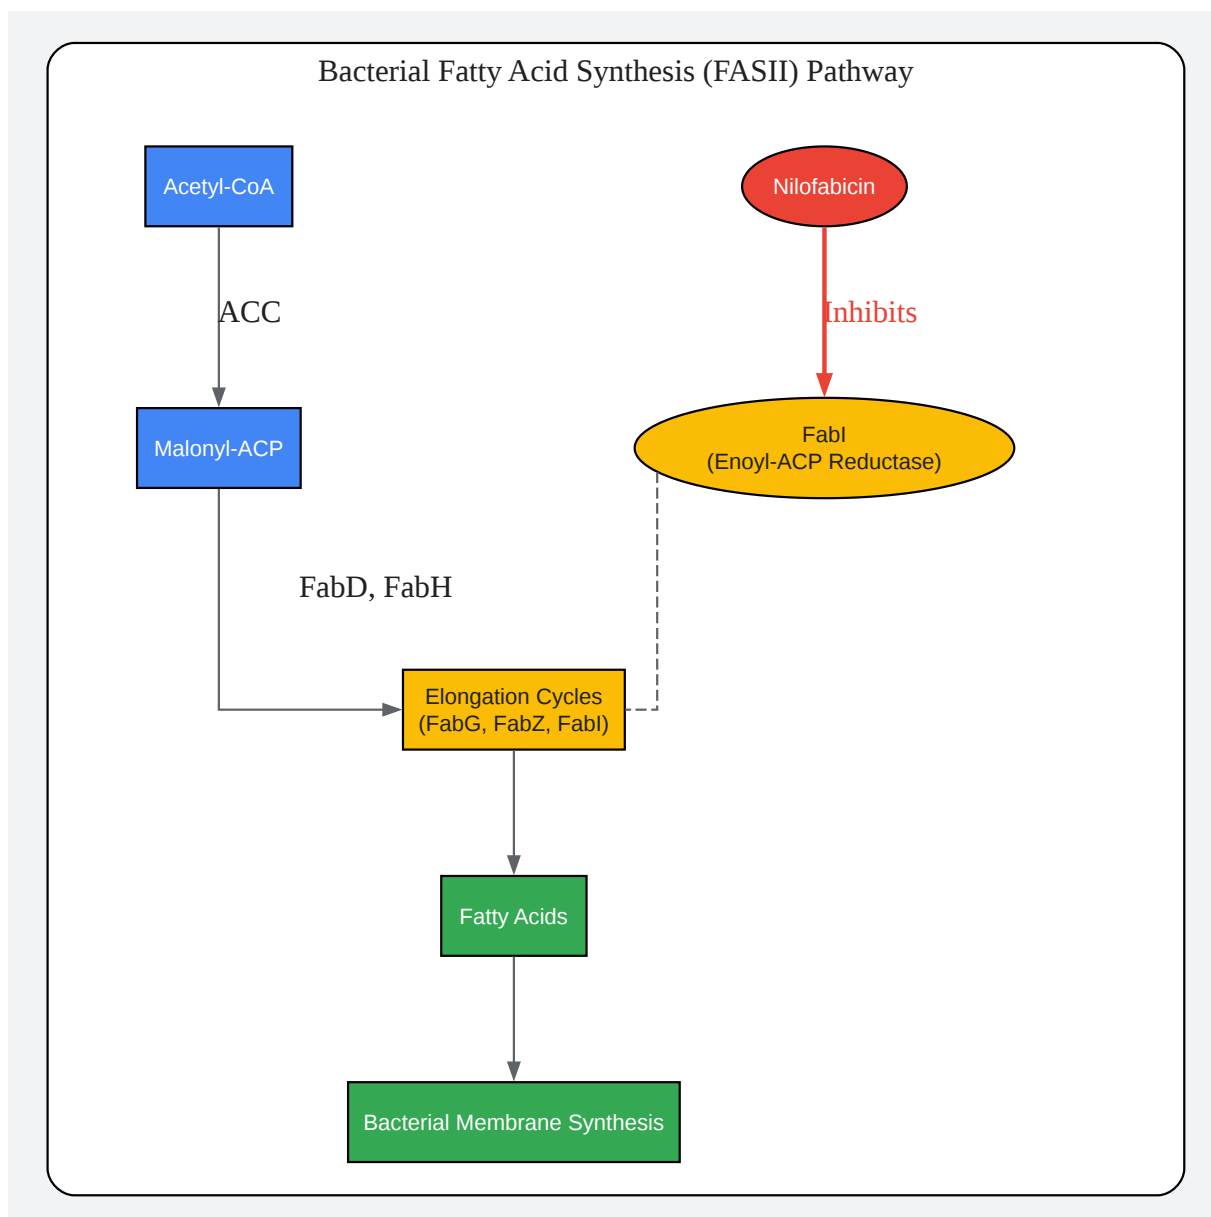 Bacterial Fatty Acid Synthesis (FASII) Pathway
Acetyl-CoA
Nilofabicin
ACC
Inhibits
Malonyl-ACP
FabI
(Enoyl-ACP Reductase)
FabD, FabH
Elongation Cycles
(FabG, FabZ, FabI)
Fatty Acids
Bacterial Membrane Synthesis